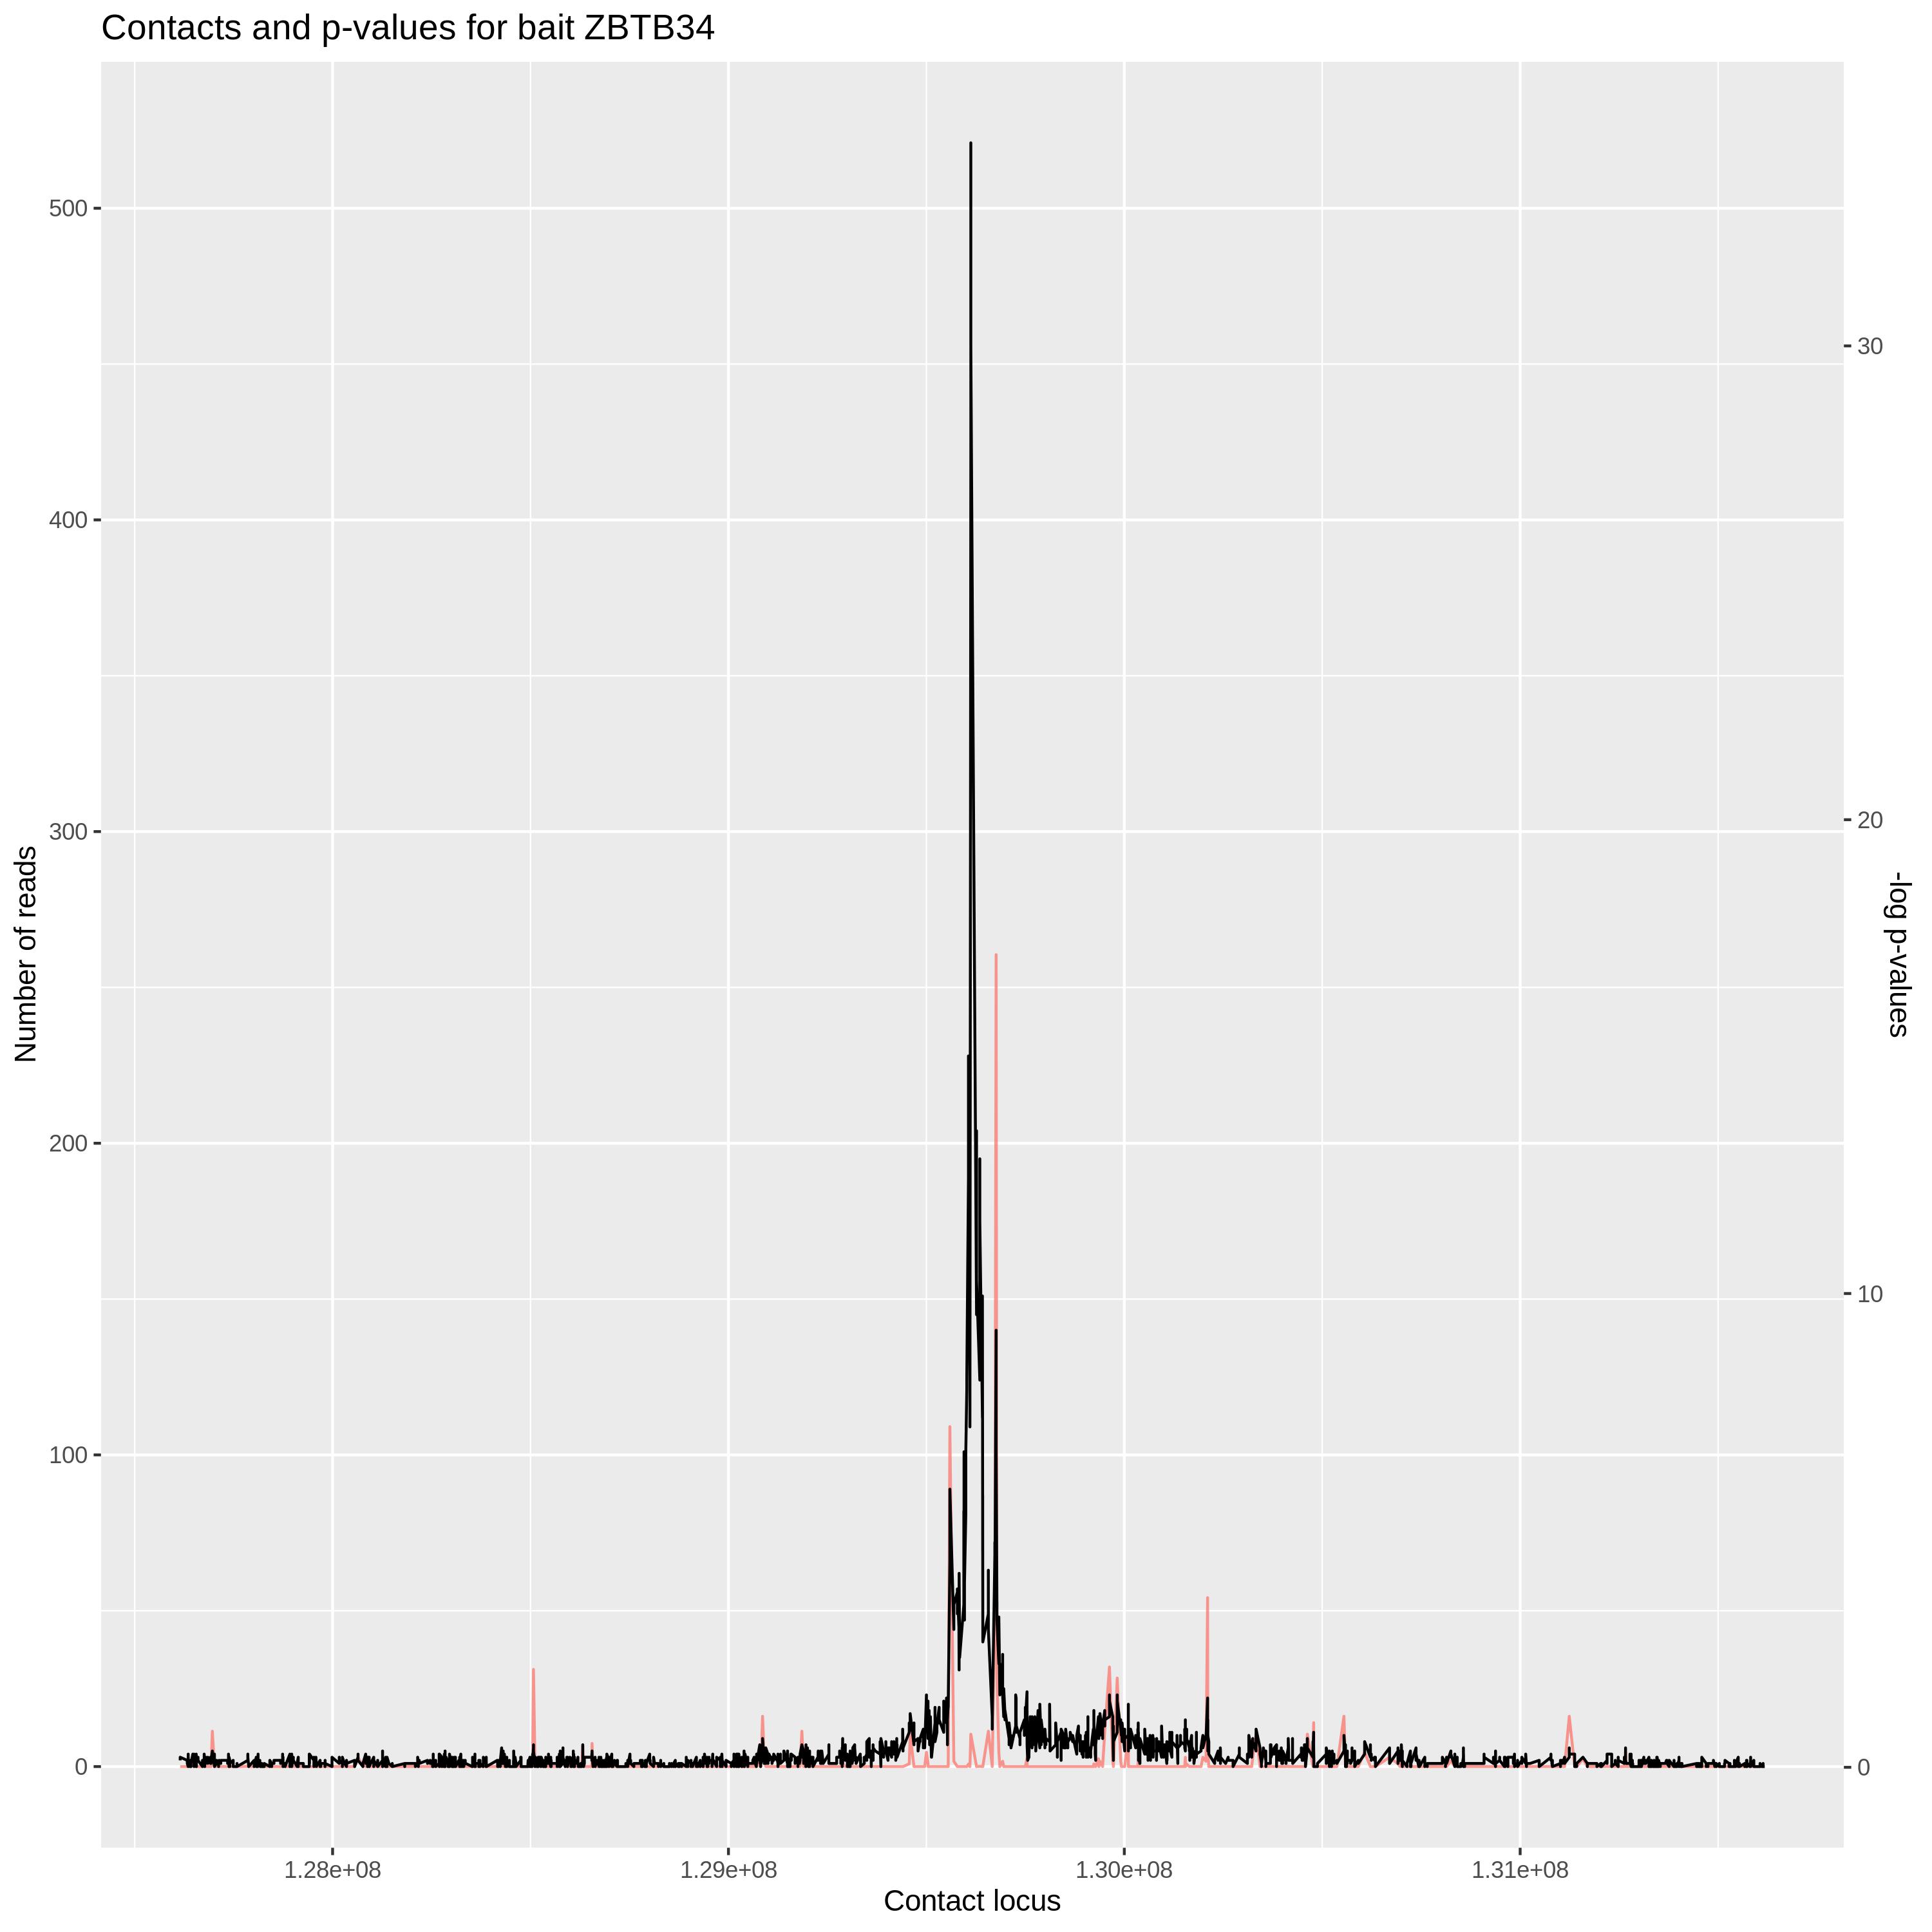 Contacts and p-values for bait ZBTB34
500
400
300
200
100
0
Number of reads
30
20
10
0
-log p-values
1.28e+08
1.29e+08
1.30e+08
1.31e+08
Contact locus